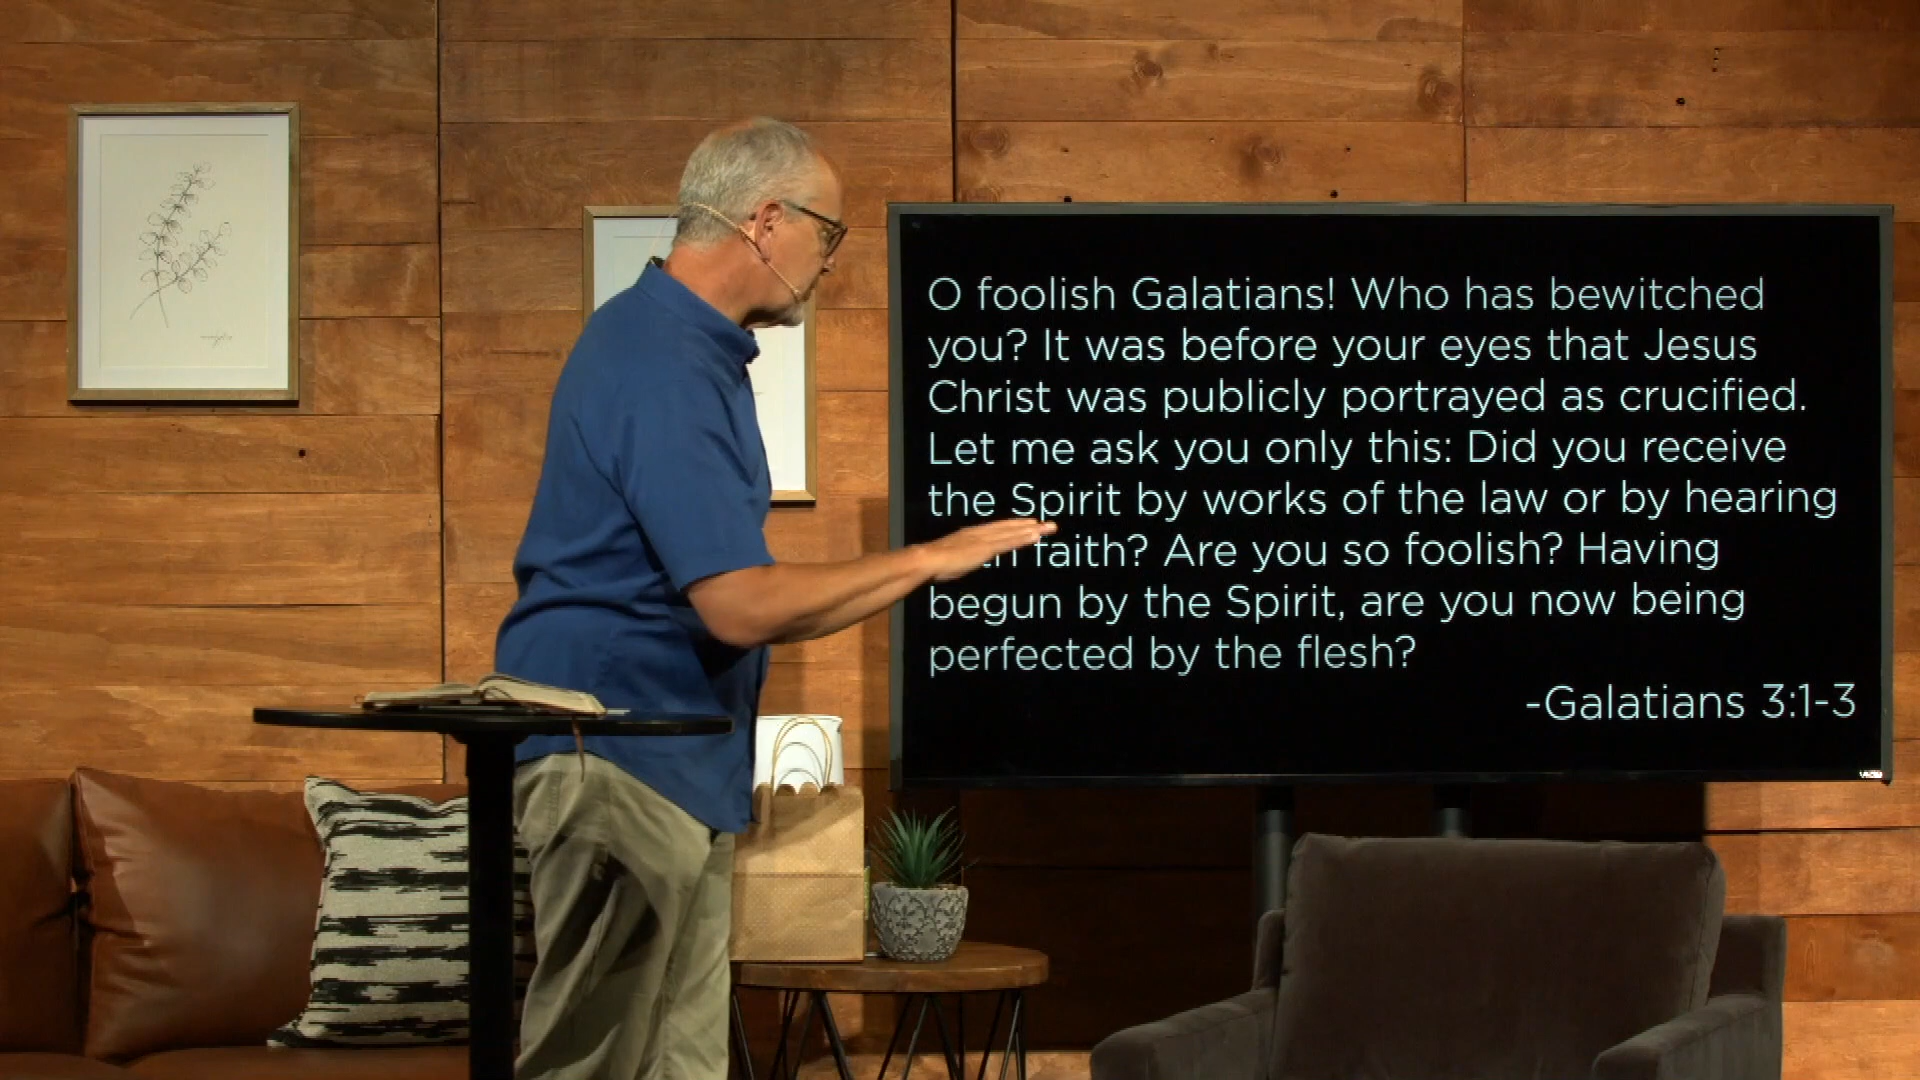 O foolish Galatians! Who has bewitched
you? It was before your eyes that Jesus
Christ was publicly portrayed as crucified.
Let me ask you only this: Did you receive
the Spirit by works of the law or by hearing
faith? Are you so foolish? Having
begun by the Spirit, are you now being
perfected by the flesh?
-Galatians 3:1-3
VIZIO